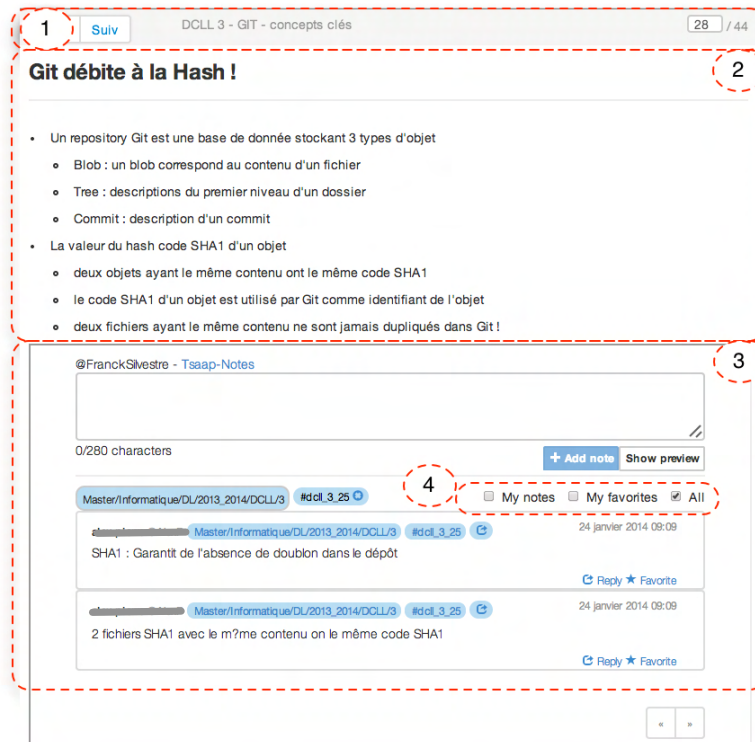 1 Suiv DCLL 3 - GIT - concepts clés 28 / 44
Git débite à la Hash ! 2
• Un repository Git est une base de donnée stockant 3 types d'objet
Blob : un blob correspond au contenu d'un fichier
Tree : descriptions du premier niveau d'un dossier
Commit : description d'un commit
• La valeur du hash code SHA1 d'un objet
deux objets ayant le même contenu ont le même code SHA1
le code SHA1 d'un objet est utilisé par Git comme identifiant de l'objet
deux fichiers ayant le même contenu ne sont jamais dupliqués dans Git !
@FranckSilvestre - Tsaap-Notes 3
0/280 characters
+ Add note Show preview
Master/Informatique/DL/2013_2014/DCLL/3 #dcll_3_25 4 My notes My favorites All
Master/Informatique/DL/2013_2014/DCLL/3 #dcll_3_25 24 janvier 2014 09:09
SHA1 : Garantit de l'absence de doublon dans le dépôt
Reply Favorite
Master/Informatique/DL/2013_2014/DCLL/3 #dcll_3_25 24 janvier 2014 09:09
2 fichiers SHA1 avec le m?me contenu on le même code SHA1
Reply Favorite
« »